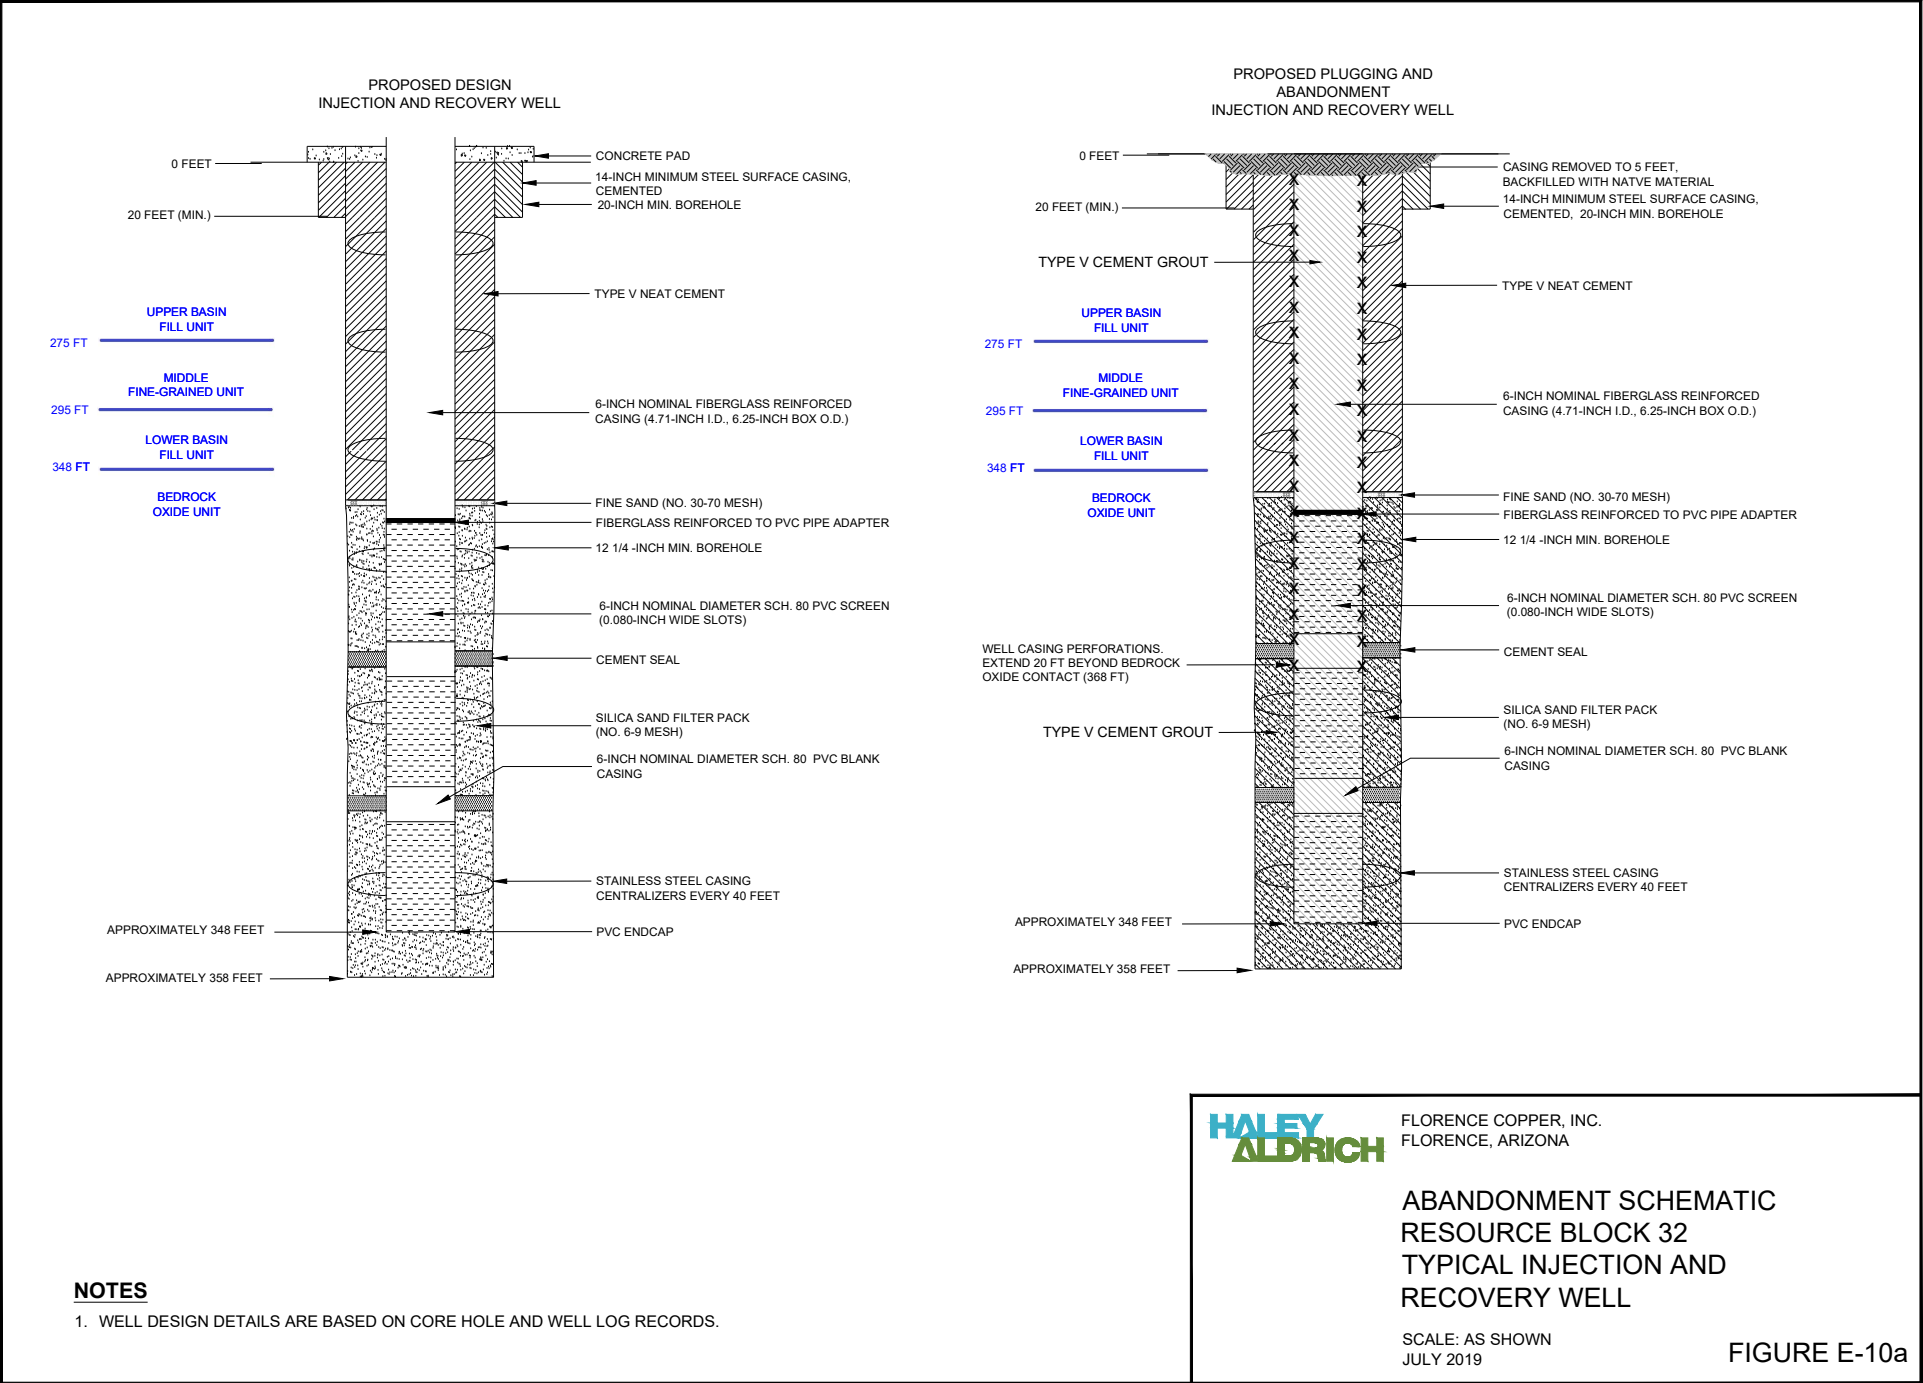 PROPOSED DESIGN
INJECTION AND RECOVERY WELL
0 FEET
20 FEET (MIN.)
CONCRETE PAD
14-INCH MINIMUM STEEL SURFACE CASING,
CEMENTED
20-INCH MIN. BOREHOLE
TYPE V NEAT CEMENT
UPPER BASIN
FILL UNIT
275 FT
MIDDLE
FINE-GRAINED UNIT
295 FT
LOWER BASIN
FILL UNIT
348 FT
BEDROCK
OXIDE UNIT
6-INCH NOMINAL FIBERGLASS REINFORCED
CASING (4.71-INCH I.D., 6.25-INCH BOX O.D.)
FINE SAND (NO. 30-70 MESH)
FIBERGLASS REINFORCED TO PVC PIPE ADAPTER
12 1/4 -INCH MIN. BOREHOLE
6-INCH NOMINAL DIAMETER SCH. 80 PVC SCREEN
(0.080-INCH WIDE SLOTS)
CEMENT SEAL
SILICA SAND FILTER PACK
(NO. 6-9 MESH)
6-INCH NOMINAL DIAMETER SCH. 80 PVC BLANK
CASING
STAINLESS STEEL CASING
CENTRALIZERS EVERY 40 FEET
APPROXIMATELY 348 FEET
PVC ENDCAP
APPROXIMATELY 358 FEET
PROPOSED PLUGGING AND
ABANDONMENT
INJECTION AND RECOVERY WELL
0 FEET
20 FEET (MIN.)
CASING REMOVED TO 5 FEET,
BACKFILLED WITH NATVE MATERIAL
14-INCH MINIMUM STEEL SURFACE CASING,
CEMENTED, 20-INCH MIN. BOREHOLE
TYPE V CEMENT GROUT
TYPE V NEAT CEMENT
UPPER BASIN
FILL UNIT
275 FT
MIDDLE
FINE-GRAINED UNIT
295 FT
LOWER BASIN
FILL UNIT
348 FT
BEDROCK
OXIDE UNIT
6-INCH NOMINAL FIBERGLASS REINFORCED
CASING (4.71-INCH I.D., 6.25-INCH BOX O.D.)
FINE SAND (NO. 30-70 MESH)
FIBERGLASS REINFORCED TO PVC PIPE ADAPTER
12 1/4 -INCH MIN. BOREHOLE
6-INCH NOMINAL DIAMETER SCH. 80 PVC SCREEN
(0.080-INCH WIDE SLOTS)
WELL CASING PERFORATIONS.
EXTEND 20 FT BEYOND BEDROCK
OXIDE CONTACT (368 FT)
CEMENT SEAL
TYPE V CEMENT GROUT
SILICA SAND FILTER PACK
(NO. 6-9 MESH)
6-INCH NOMINAL DIAMETER SCH. 80 PVC BLANK
CASING
STAINLESS STEEL CASING
CENTRALIZERS EVERY 40 FEET
APPROXIMATELY 348 FEET
PVC ENDCAP
APPROXIMATELY 358 FEET
NOTES
1. WELL DESIGN DETAILS ARE BASED ON CORE HOLE AND WELL LOG RECORDS.
HALEY
ALDRICH
FLORENCE COPPER, INC.
FLORENCE, ARIZONA
ABANDONMENT SCHEMATIC
RESOURCE BLOCK 32
TYPICAL INJECTION AND
RECOVERY WELL
SCALE: AS SHOWN
JULY 2019
FIGURE E-10a